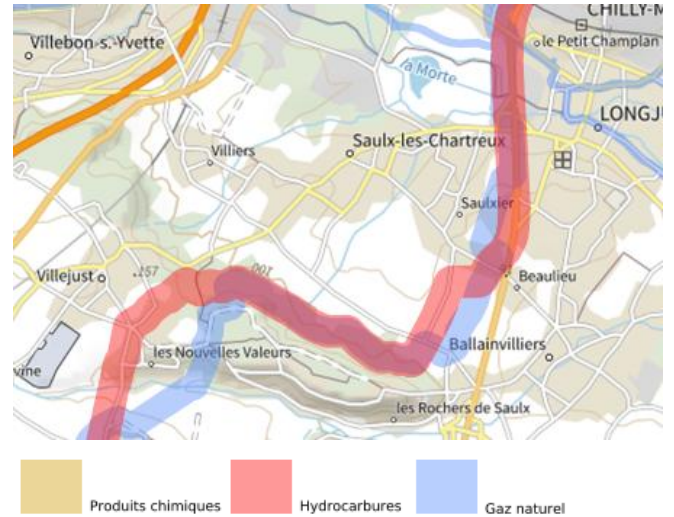 CHILLY-M
Villebon-s.-Yvette
le Petit Champlan
la Morte
LONGJU
Saulx-les-Chartreux
Villiers
Saulxier
.157
100
Villejust
Beaulieu
Ballainvilliers
les Nouvelles Valeurs
vine
les Rochers de Saulx
Produits chimiques
Hydrocarbures
Gaz naturel